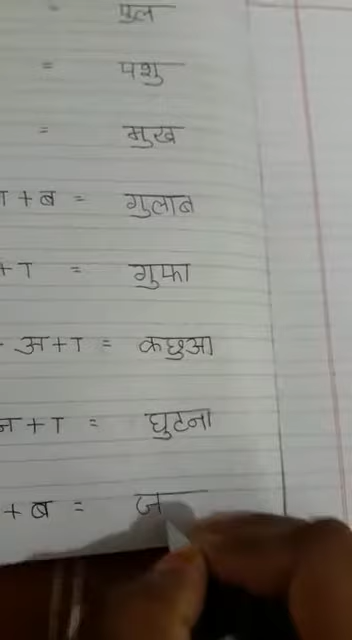 = पुल
= पशु
= मुख
+ ब = गुलाब
+ ा = गुफा
अ + ा = कछुआ
न + ा = घुटना
+ ब = ज